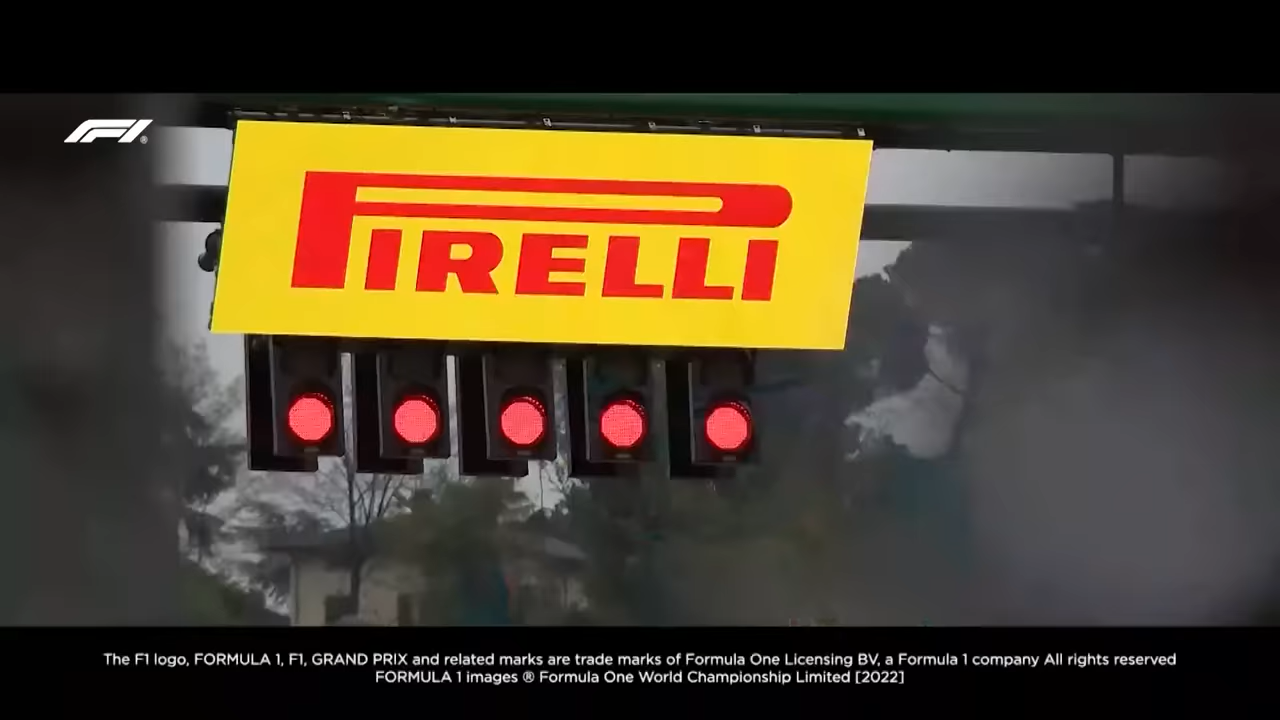 F1
PIRELLI
The F1 logo, FORMULA 1, F1, GRAND PRIX and related marks are trade marks of Formula One Licensing BV, a Formula 1 company All rights reserved
FORMULA 1 images ® Formula One World Championship Limited [2022]